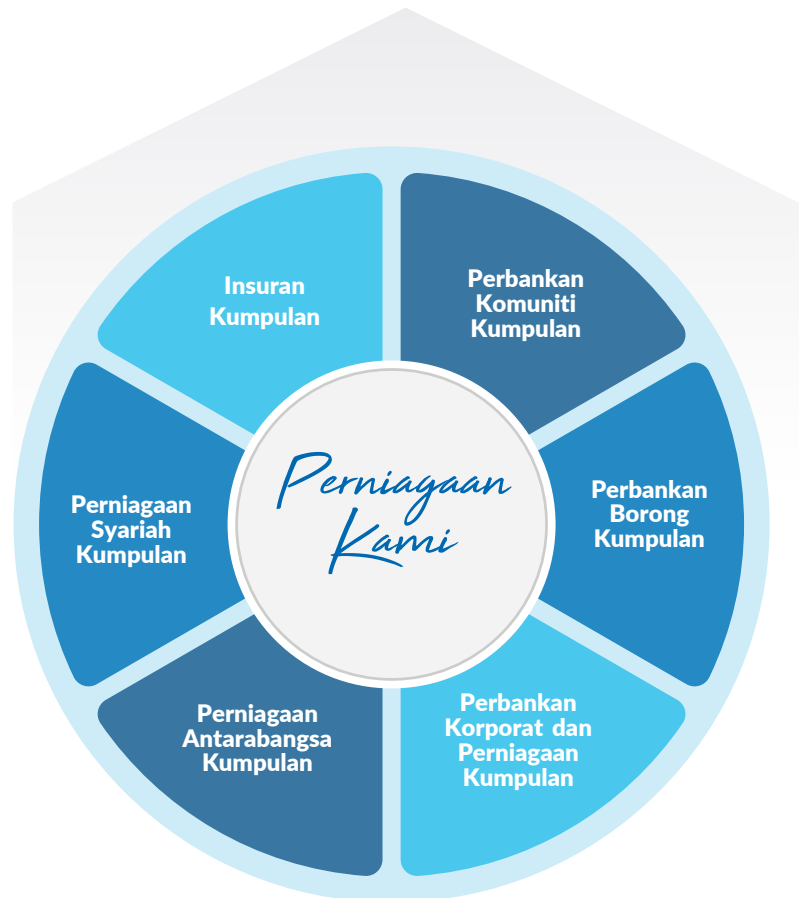 Insuran
Kumpulan
Perbankan
Komuniti
Kumpulan
Perniagaan
Syariah
Kumpulan
Perniagaan
Kami
Perbankan
Borong
Kumpulan
Perniagaan
Antarabangsa
Kumpulan
Perbankan
Korporat dan
Perniagaan
Kumpulan